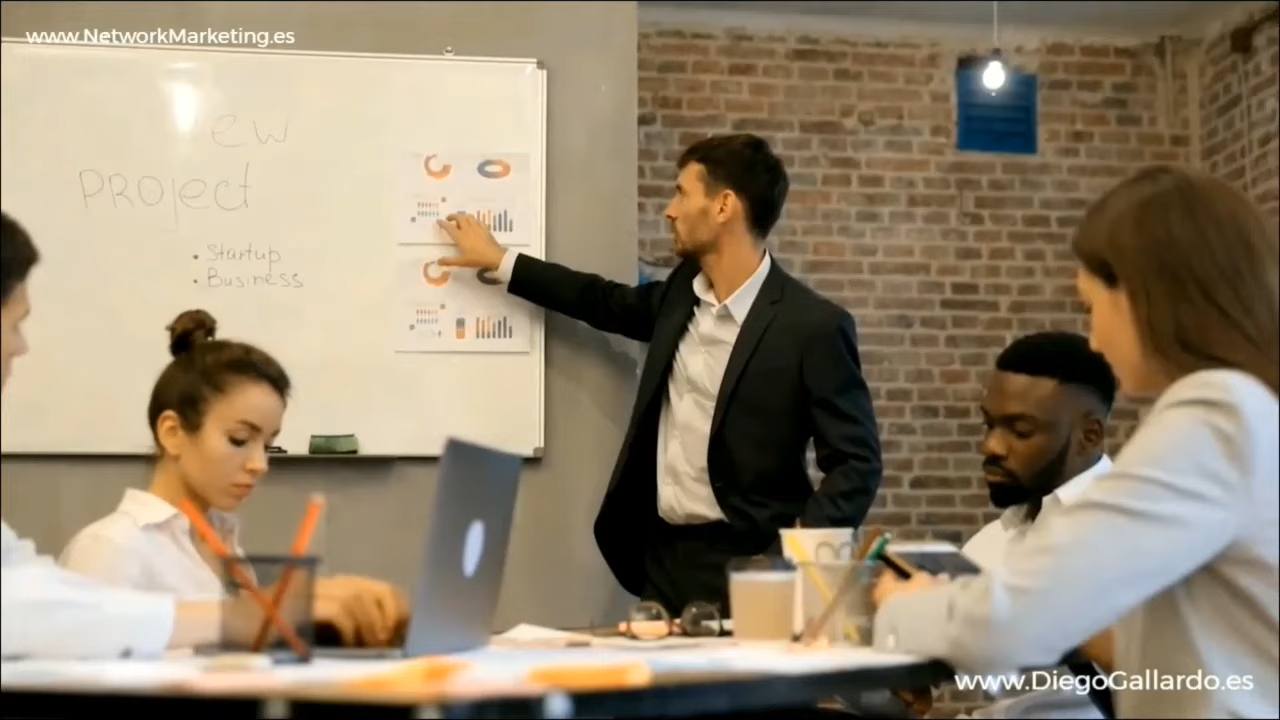 www.NetworkMarketing.es
ew
PROject
• Startup
• Business
www.DiegoGallardo.es